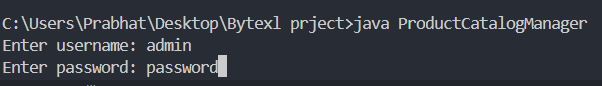 C:\Users\Prabhat\Desktop\Bytexl prject>java ProductCatalogManager
Enter username: admin
Enter password: password